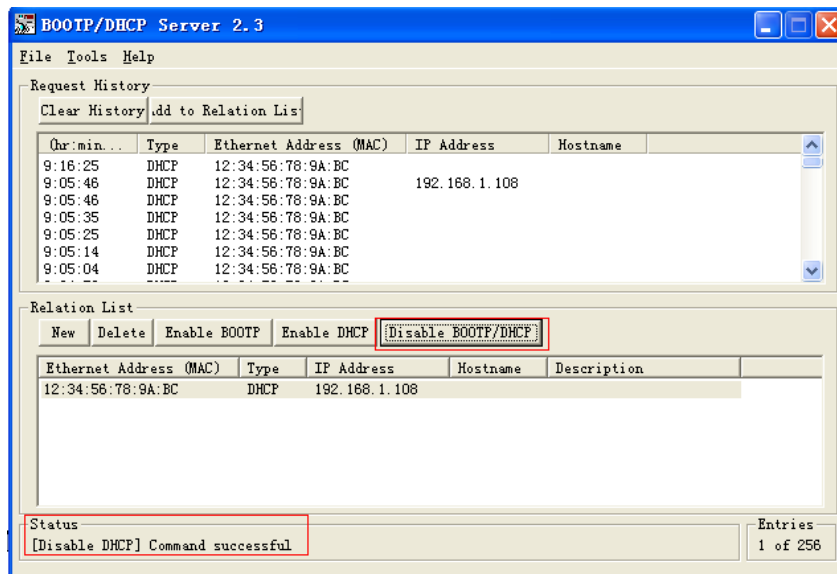 BOOTP/DHCP Server 2.3
File Tools Help
Request History
Clear History dd to Relation Lis
(hr:min... Type Ethernet Address (MAC) IP Address Hostname
9:16:25 DHCP 12:34:56:78:9A:BC
9:05:46 DHCP 12:34:56:78:9A:BC 192.168.1.108
9:05:46 DHCP 12:34:56:78:9A:BC
9:05:35 DHCP 12:34:56:78:9A:BC
9:05:25 DHCP 12:34:56:78:9A:BC
9:05:14 DHCP 12:34:56:78:9A:BC
9:05:04 DHCP 12:34:56:78:9A:BC
Relation List
New Delete Enable BOOTP Enable DHCP Disable BOOTP/DHCP
Ethernet Address (MAC) Type IP Address Hostname Description
12:34:56:78:9A:BC DHCP 192.168.1.108
Status Entries
[Disable DHCP] Command successful 1 of 256